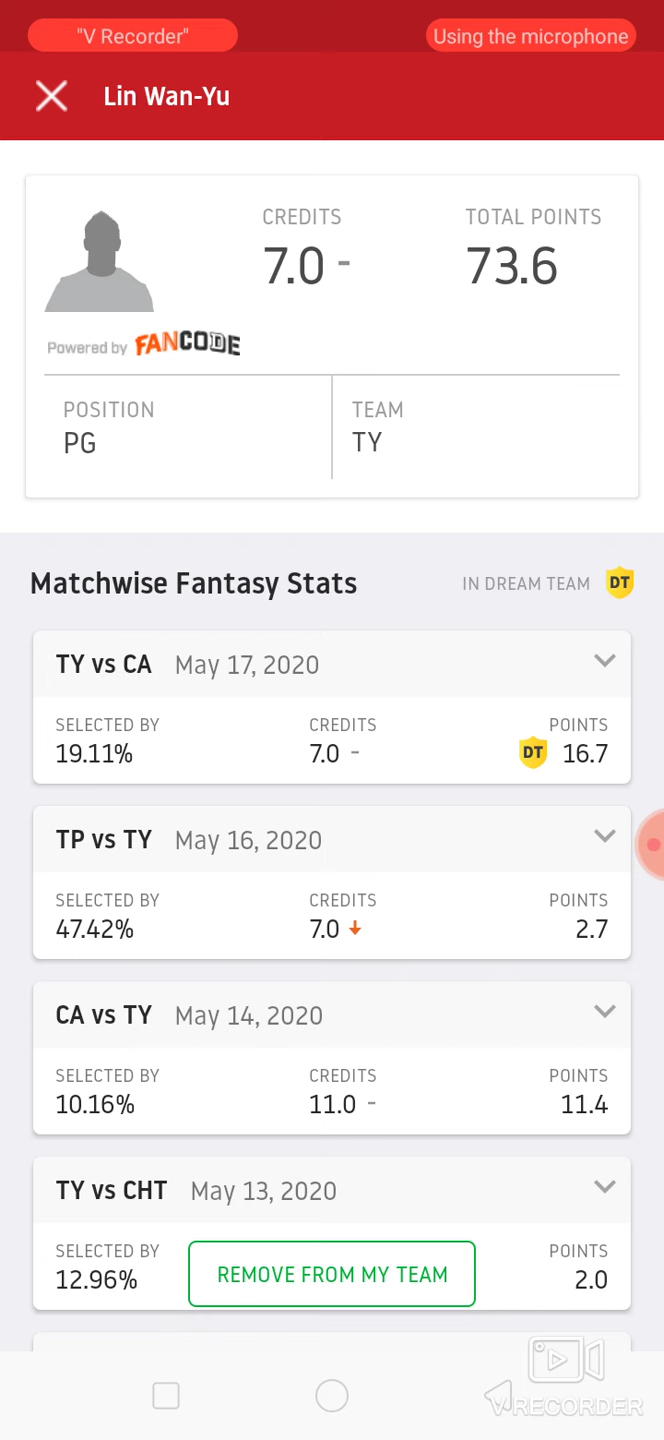 "V Recorder" Using the microphone
Lin Wan-Yu
CREDITS TOTAL POINTS
7.0 - 73.6
Powered by FANCODE
POSITION TEAM
PG TY
Matchwise Fantasy Stats IN DREAM TEAM DT
TY vs CA May 17, 2020
SELECTED BY CREDITS POINTS
19.11% 7.0 - DT 16.7
TP vs TY May 16, 2020
SELECTED BY CREDITS POINTS
47.42% 7.0 2.7
CA vs TY May 14, 2020
SELECTED BY CREDITS POINTS
10.16% 11.0 - 11.4
TY vs CHT May 13, 2020
SELECTED BY POINTS
12.96% REMOVE FROM MY TEAM 2.0
VRECORDER